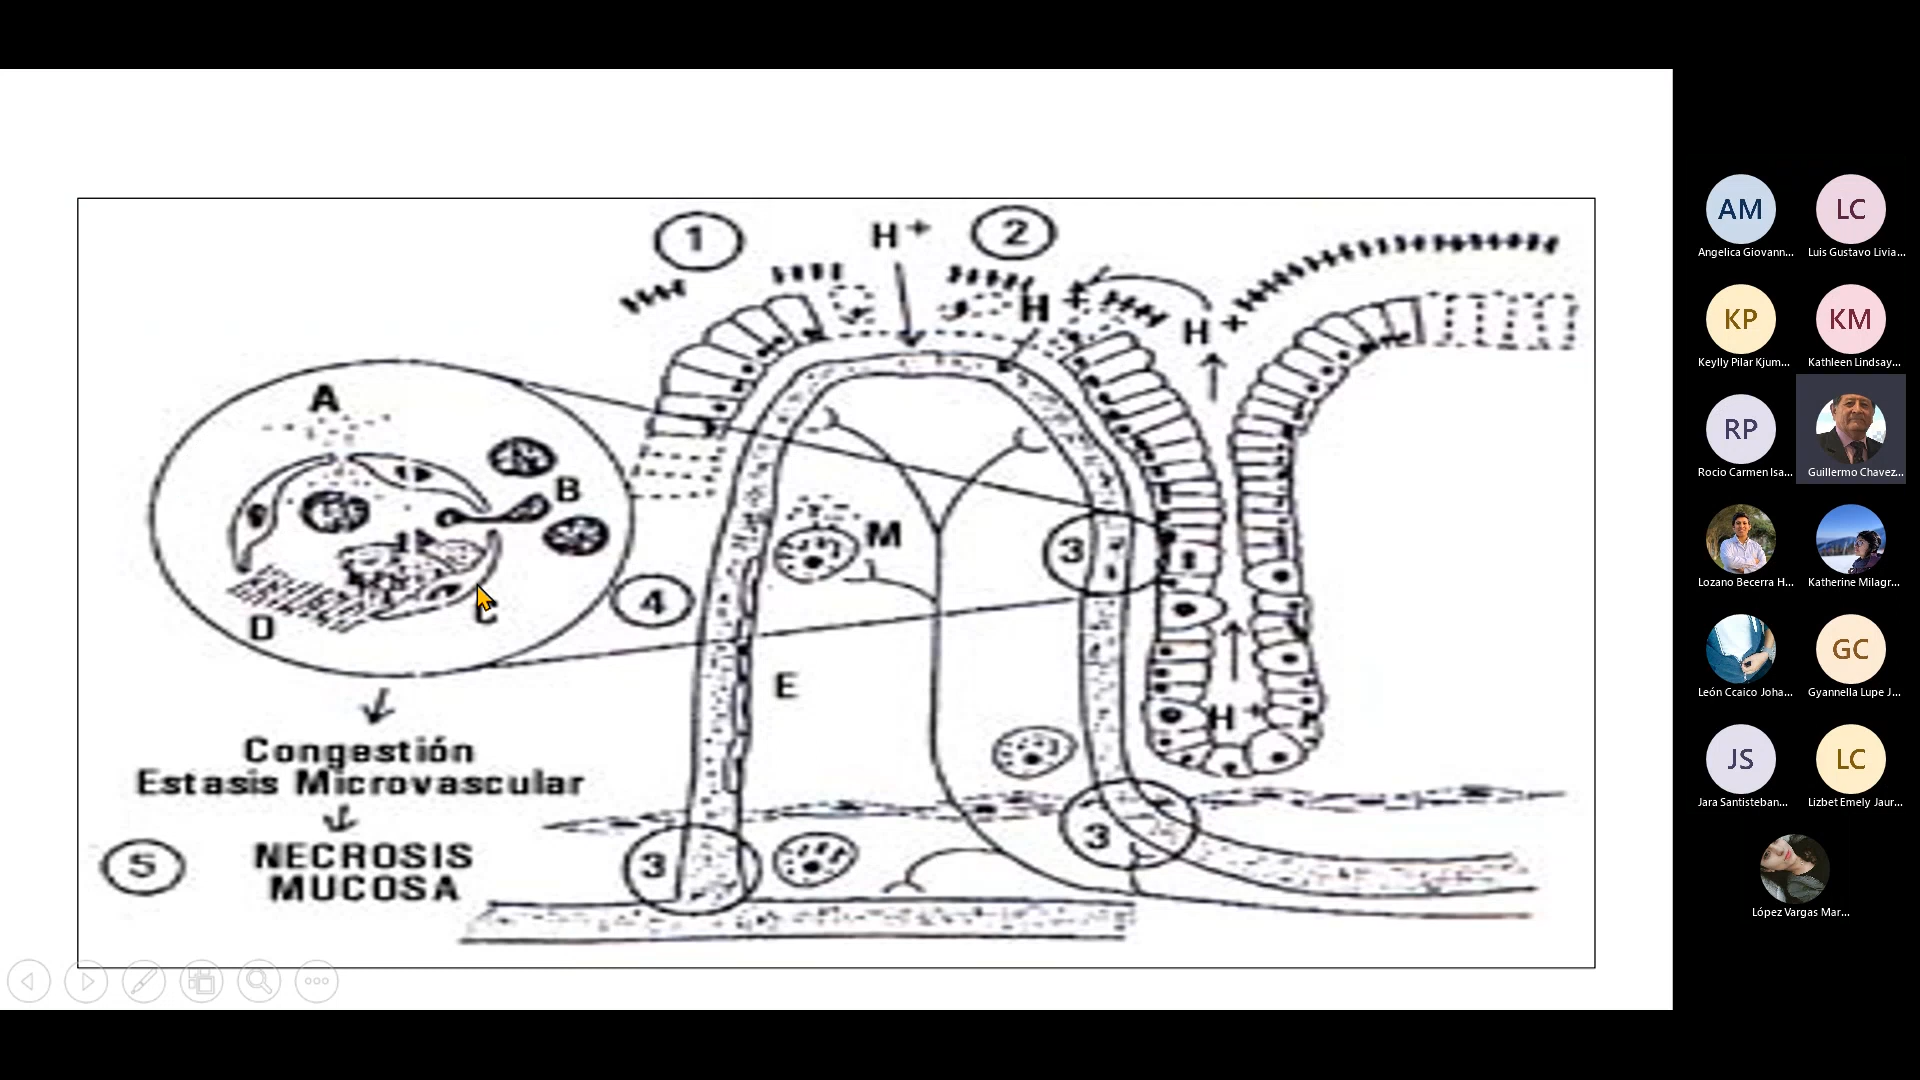 1
H+
2
H +
H +
A
B
M
3
4
C
D
E
H+
Congestión
Estasis Microvascular
5
NECROSIS
MUCOSA
3
3
AM
Angelica Giovann...
LC
Luis Gustavo Livia...
KP
Keylly Pilar Kjum...
KM
Kathleen Lindsay...
RP
Rocio Carmen Isa...
Guillermo Chavez...
Lozano Becerra H...
Katherine Milagr...
León Ccaico Joha...
GC
Gyannella Lupe J...
JS
Jara Santisteban...
LC
Lizbet Emely Jaur...
López Vargas Mar...